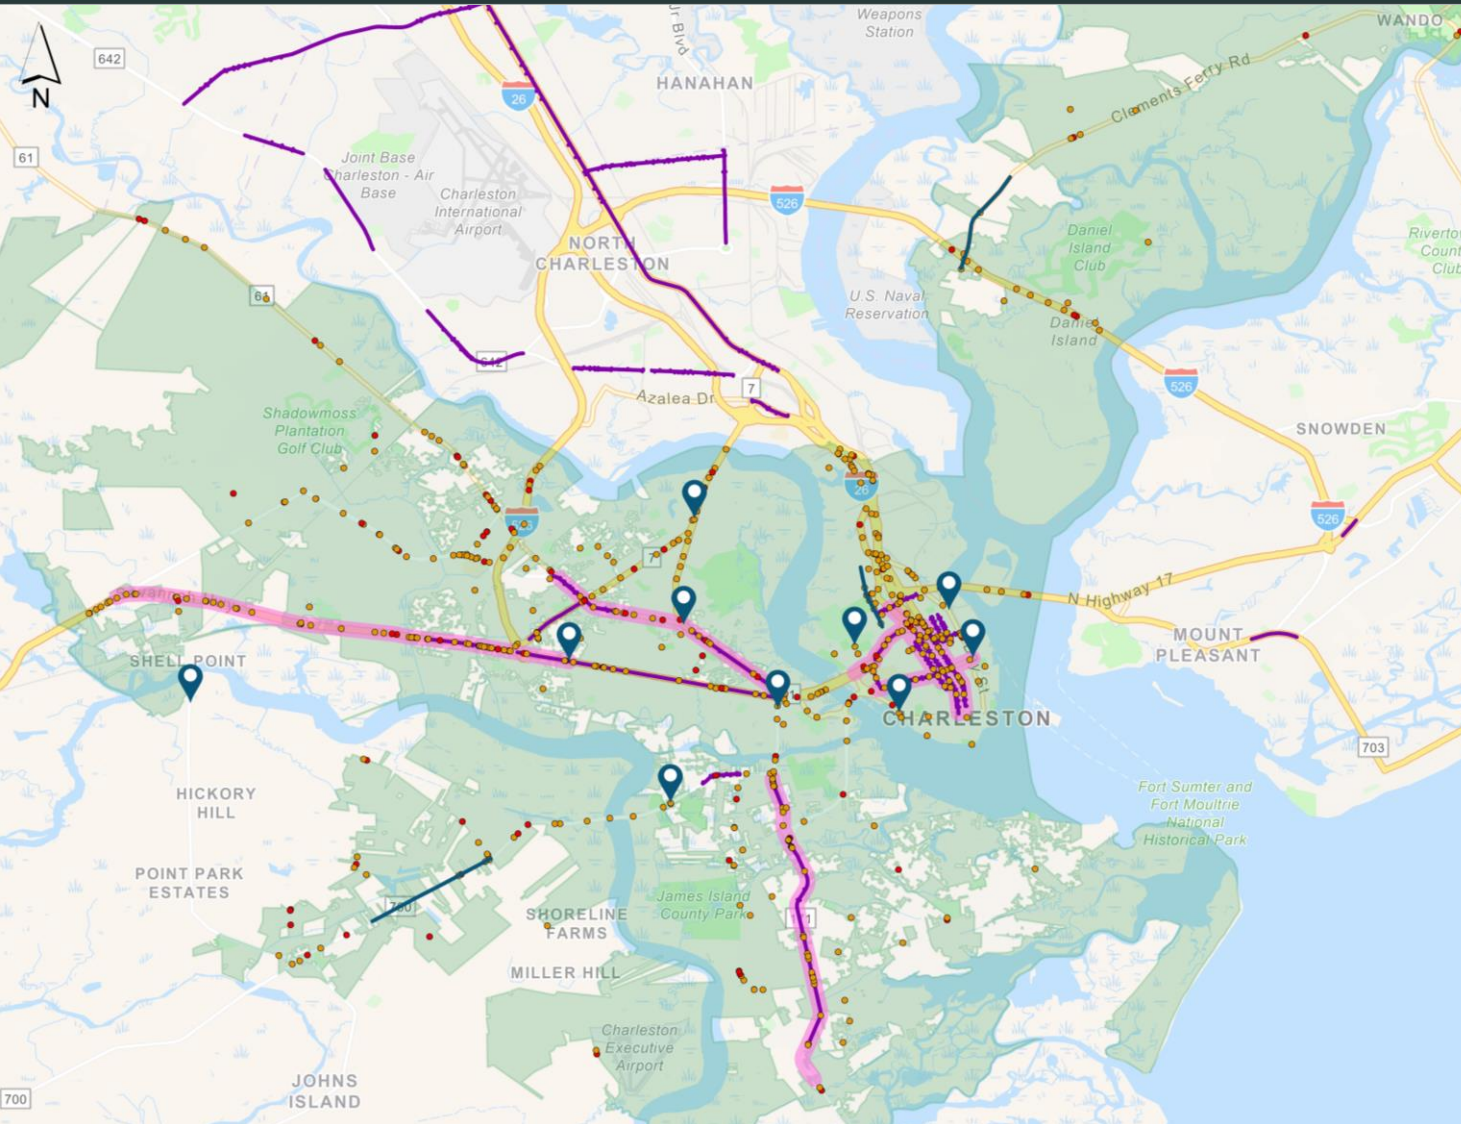 Weapons
Station
WANDO
642
Jr Blvd
HANAHAN
26
N
Clements Ferry Rd
61
Joint Base
Charleston - Air
Base
Charleston
International
Airport
526
NORTH
CHARLESTON
Daniel
Island
Club
U.S. Naval
Reservation
61
Daniel
Island
642
7
526
Azalea Dr
Shadowmoss
Plantation
Golf Club
SNOWDEN
26
526
7
N Highway 17
MOUNT
PLEASANT
SHELL POINT
CHARLESTON
703
HICKORY
HILL
Fort Sumter and
Fort Moultrie
National
Historical Park
POINT PARK
ESTATES
700
James Island
County Park
SHORELINE
FARMS
MILLER HILL
Charleston
Executive
Airport
JOHNS
ISLAND
700